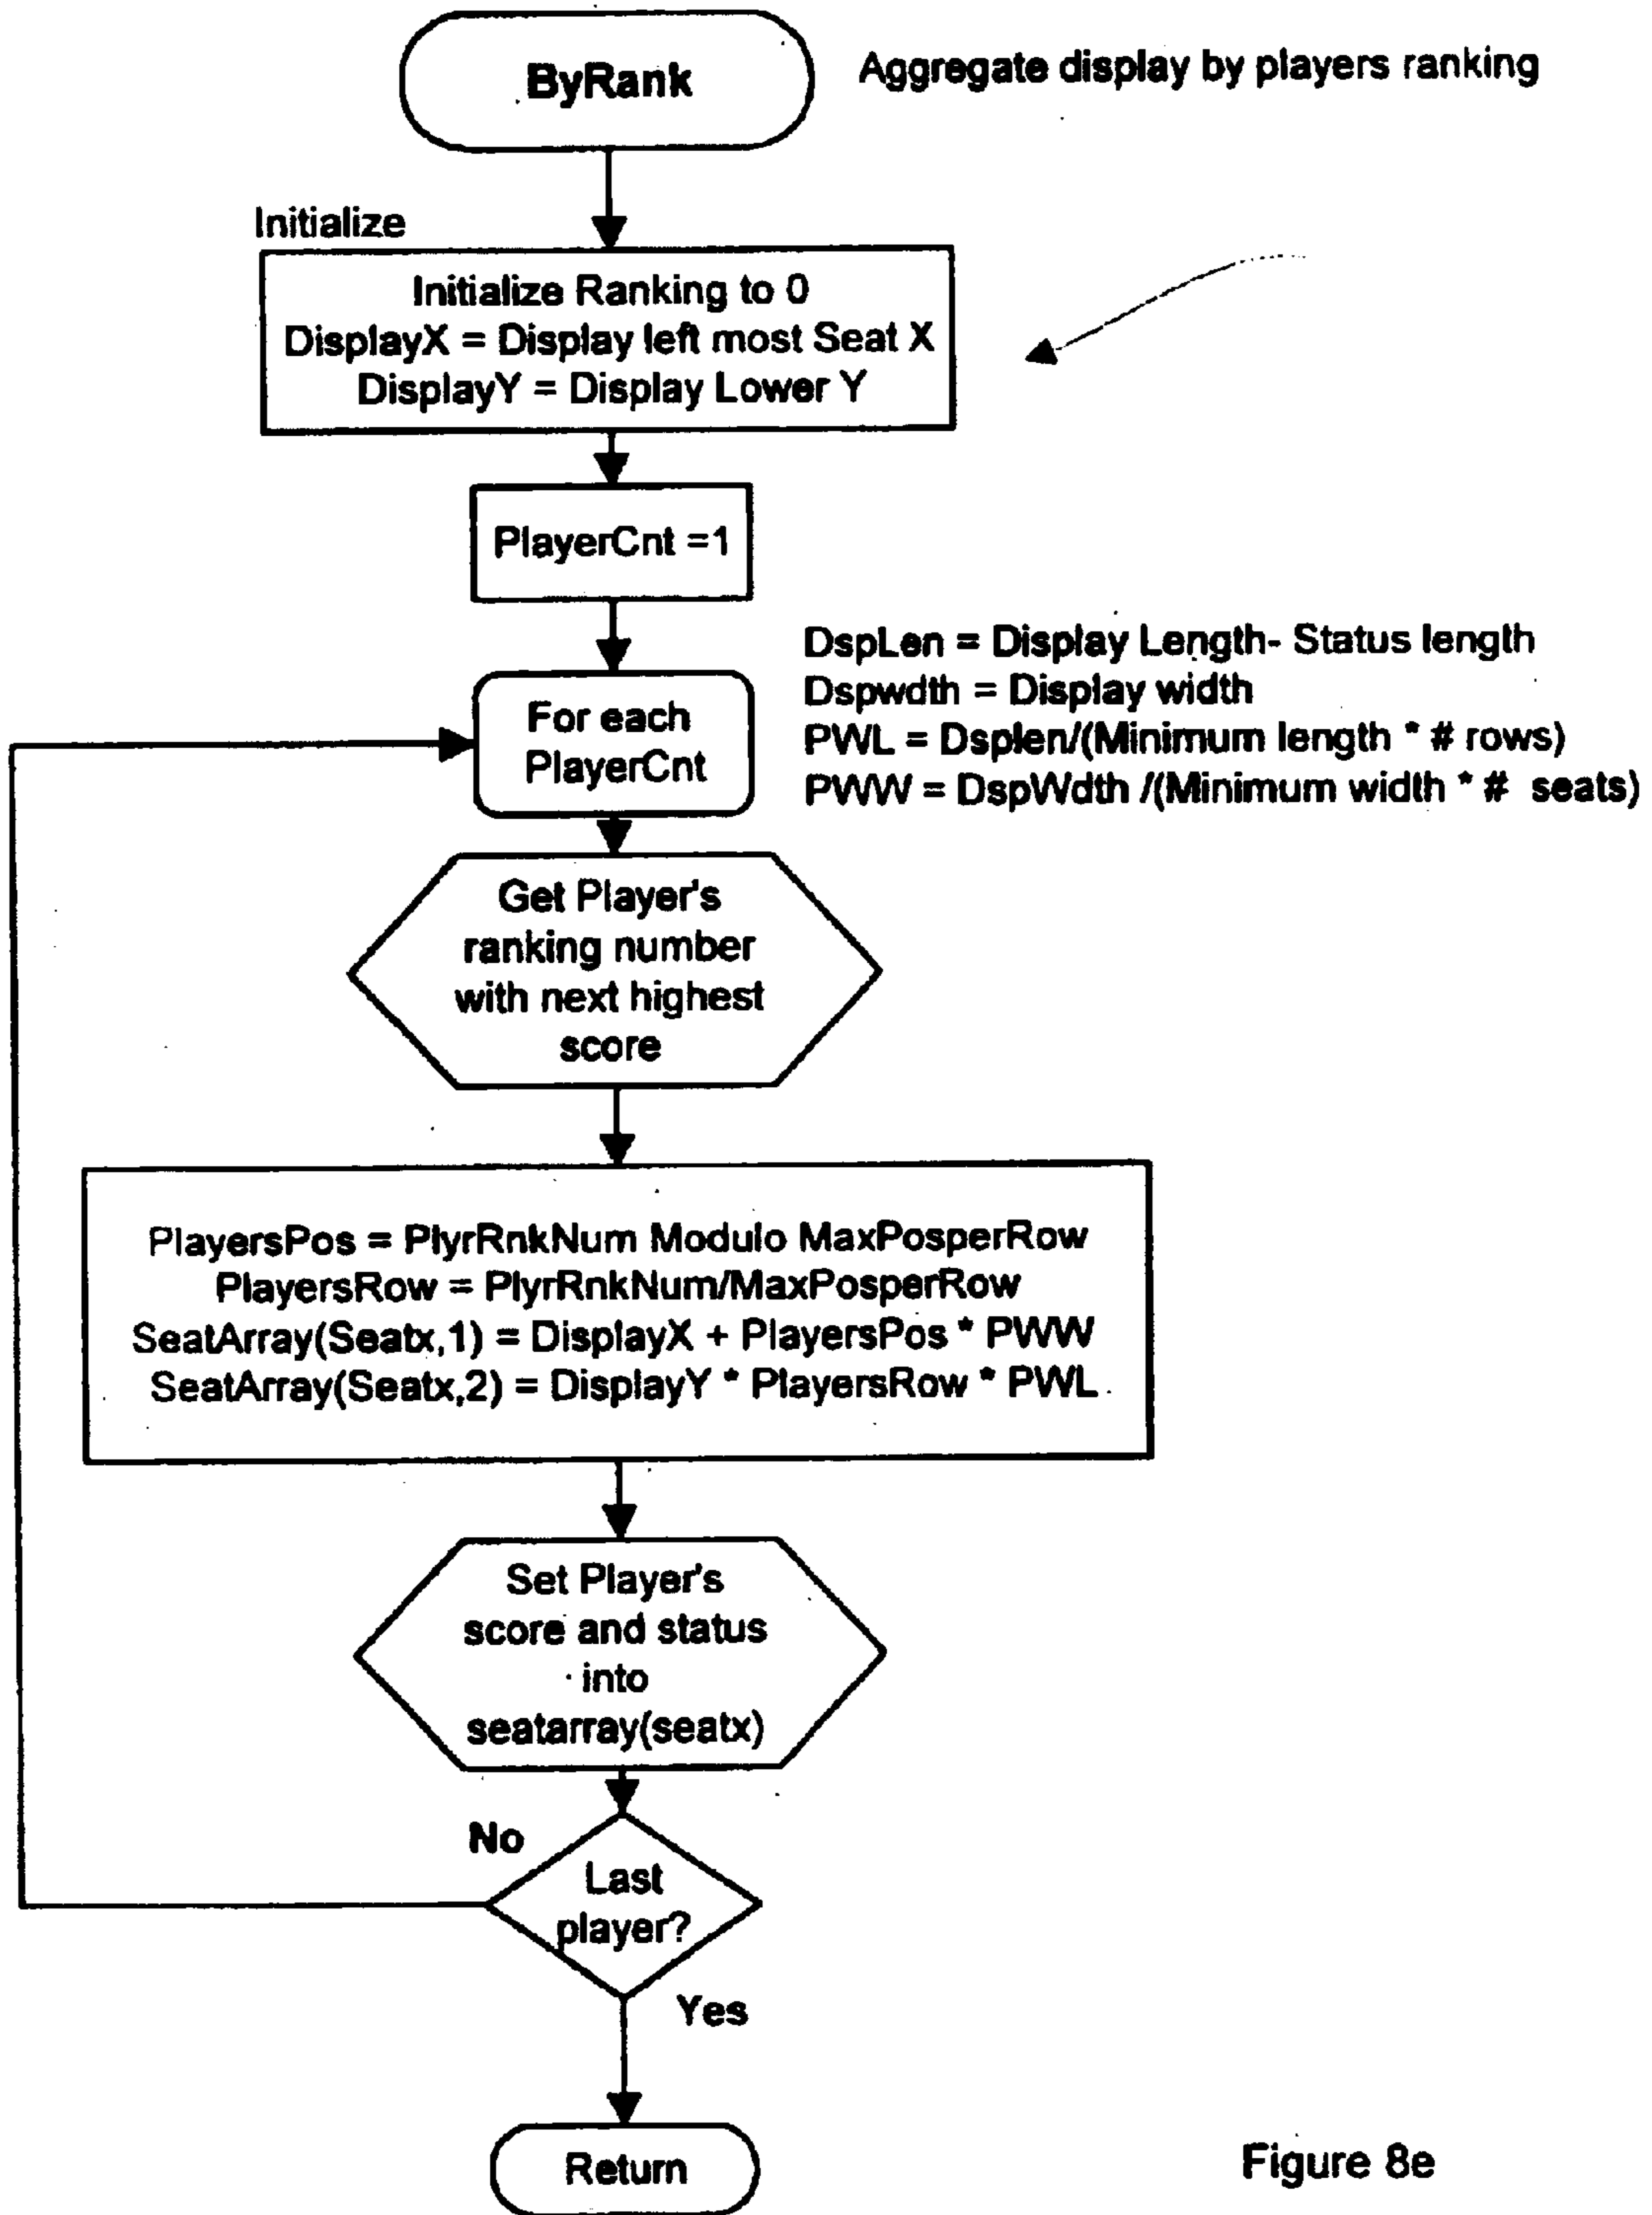 ByRank
Aggregate display by players ranking
Initialize
Initialize Ranking to 0
DisplayX = Display left most Seat X
DisplayY = Display Lower Y
PlayerCnt =1
DspLen = Display Length- Status length
Dspwdth = Display width
PWL = Dsplen/(Minimum length * # rows)
PWW = DspWdth /(Minimum width * # seats)
For each
PlayerCnt
Get Player's
ranking number
with next highest
score
PlayersPos = PlyrRnkNum Modulo MaxPosperRow
PlayersRow = PlyrRnkNum/MaxPosperRow
SeatArray(Seatx,1) = DisplayX + PlayersPos * PWW
SeatArray(Seatx,2) = DisplayY * PlayersRow * PWL
Set Player's
score and status
into
seatarray(seatx)
No
Last
player?
Yes
Return
Figure 8e